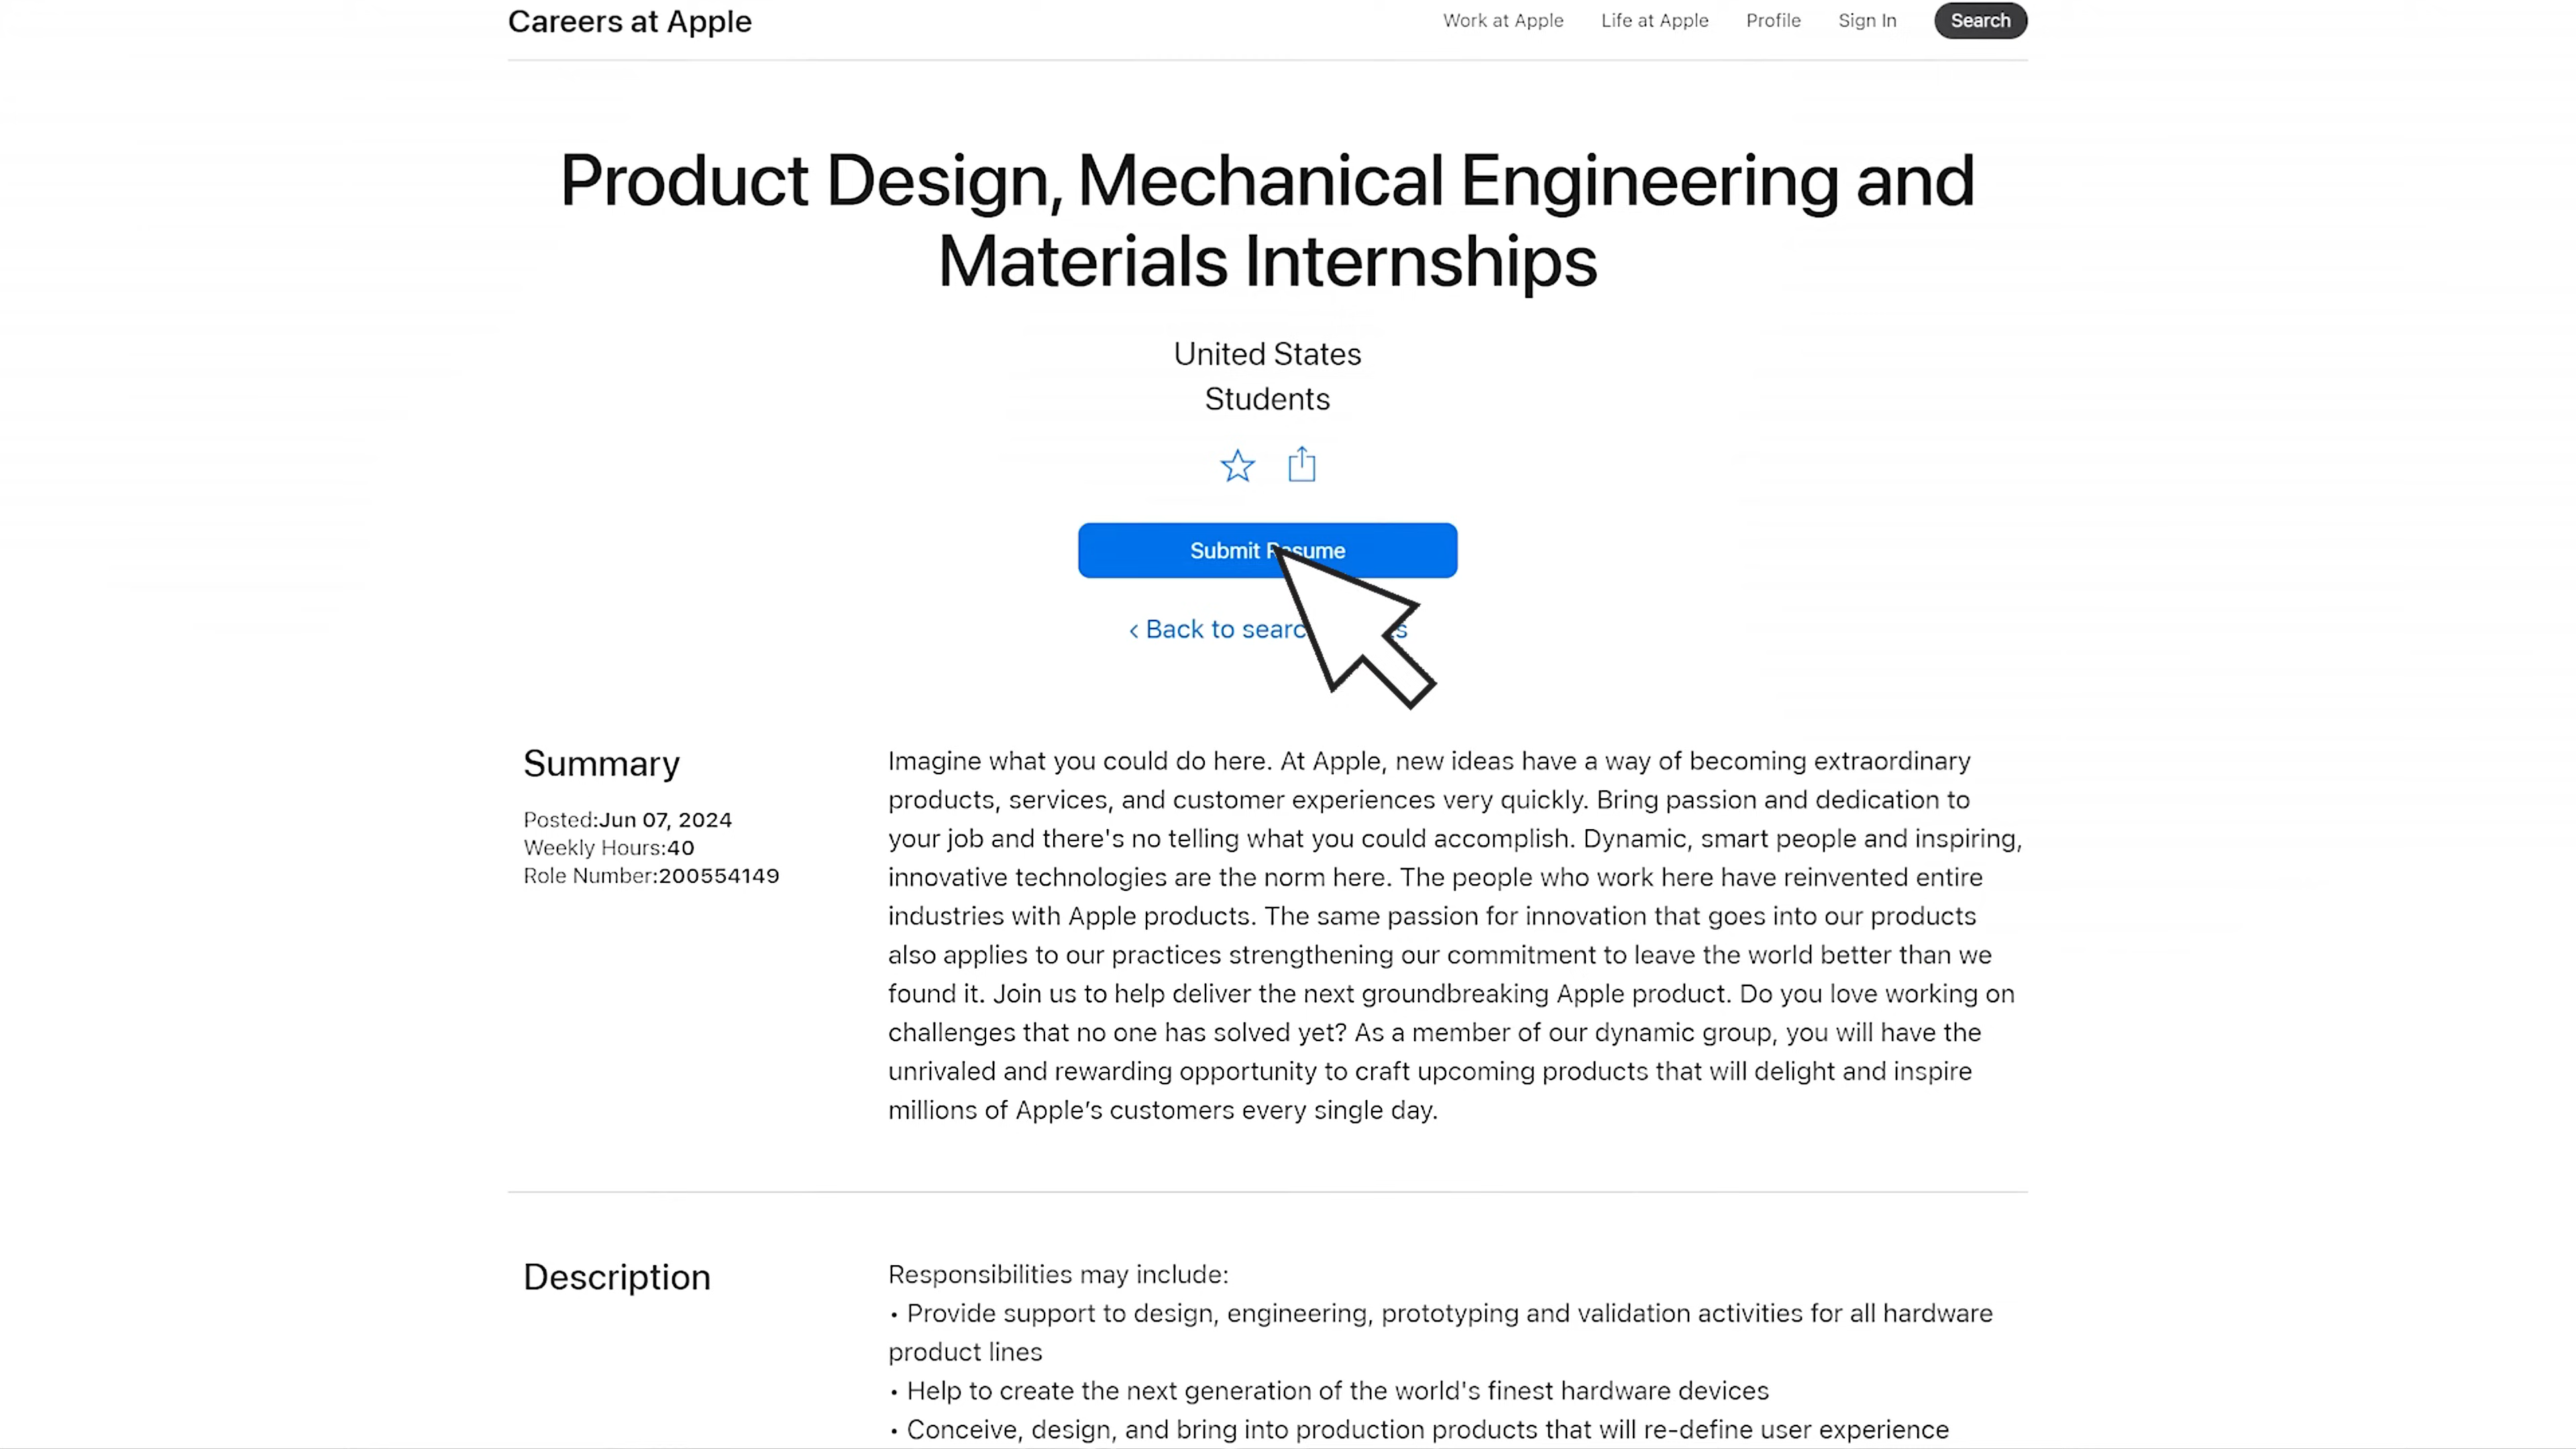 Careers at Apple
Work at Apple Life at Apple Profile Sign In Search
Product Design, Mechanical Engineering and
Materials Internships
United States
Students
Submit Resume
Back to
Summary
Posted:Jun 07, 2024
Weekly Hours:40
Role Number:200554149
Imagine what you could do here. At Apple, new ideas have a way of becoming extraordinary
products, services, and customer experiences very quickly. Bring passion and dedication to
your job and there's no telling what you could accomplish. Dynamic, smart people and inspiring,
innovative technologies are the norm here. The people who work here have reinvented entire
industries with Apple products. The same passion for innovation that goes into our products
also applies to our practices strengthening our commitment to leave the world better than we
found it. Join us to help deliver the next groundbreaking Apple product. Do you love working on
challenges that no one has solved yet? As a member of our dynamic group, you will have the
unrivaled and rewarding opportunity to craft upcoming products that will delight and inspire
millions of Apple’s customers every single day.
Description
Responsibilities may include:
• Provide support to design, engineering, prototyping and validation activities for all hardware
product lines
• Help to create the next generation of the world's finest hardware devices
• Conceive, design, and bring into production products that will re-define user experience